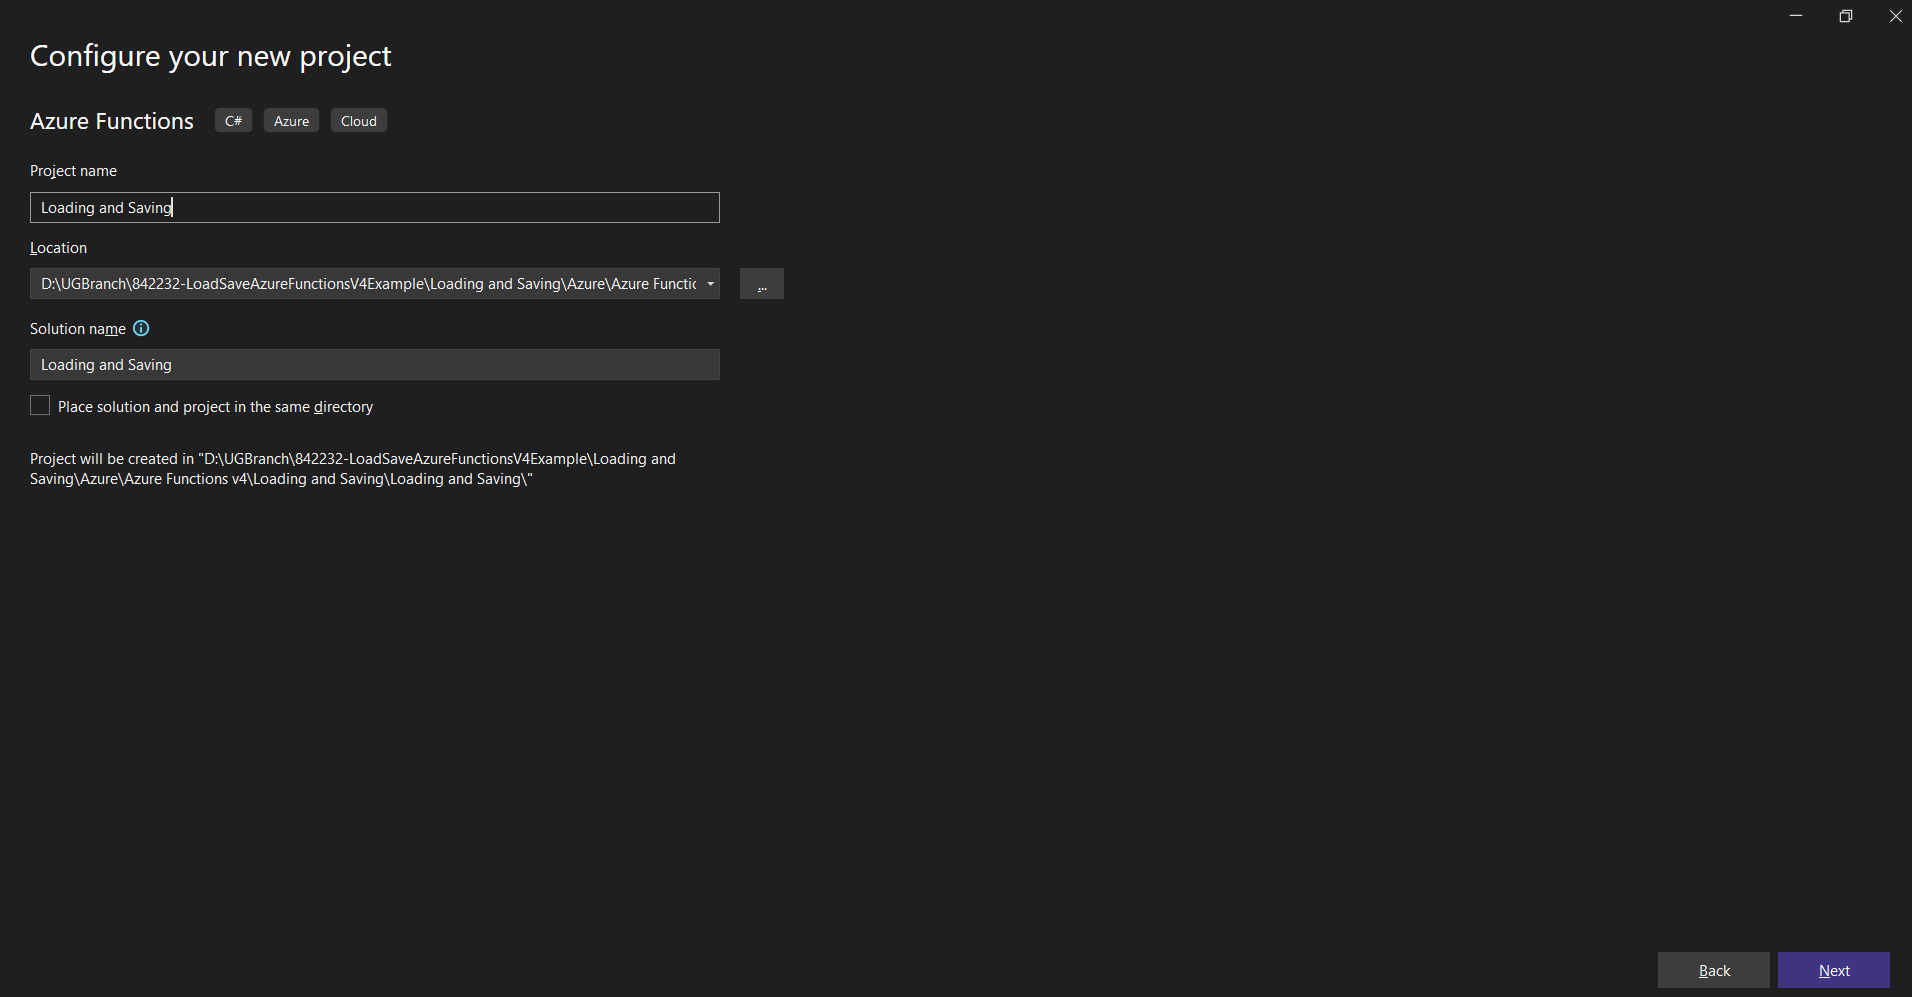 Configure your new project
Azure Functions C# Azure Cloud
Project name
Loading and Saving
Location
D:\UGBranch\842232-LoadSaveAzureFunctionsV4Example\Loading and Saving\Azure\Azure Functic ...
Solution name
Loading and Saving
Place solution and project in the same directory
Project will be created in "D:\UGBranch\842232-LoadSaveAzureFunctionsV4Example\Loading and
Saving\Azure\Azure Functions v4\Loading and Saving\Loading and Saving\"
Back Next